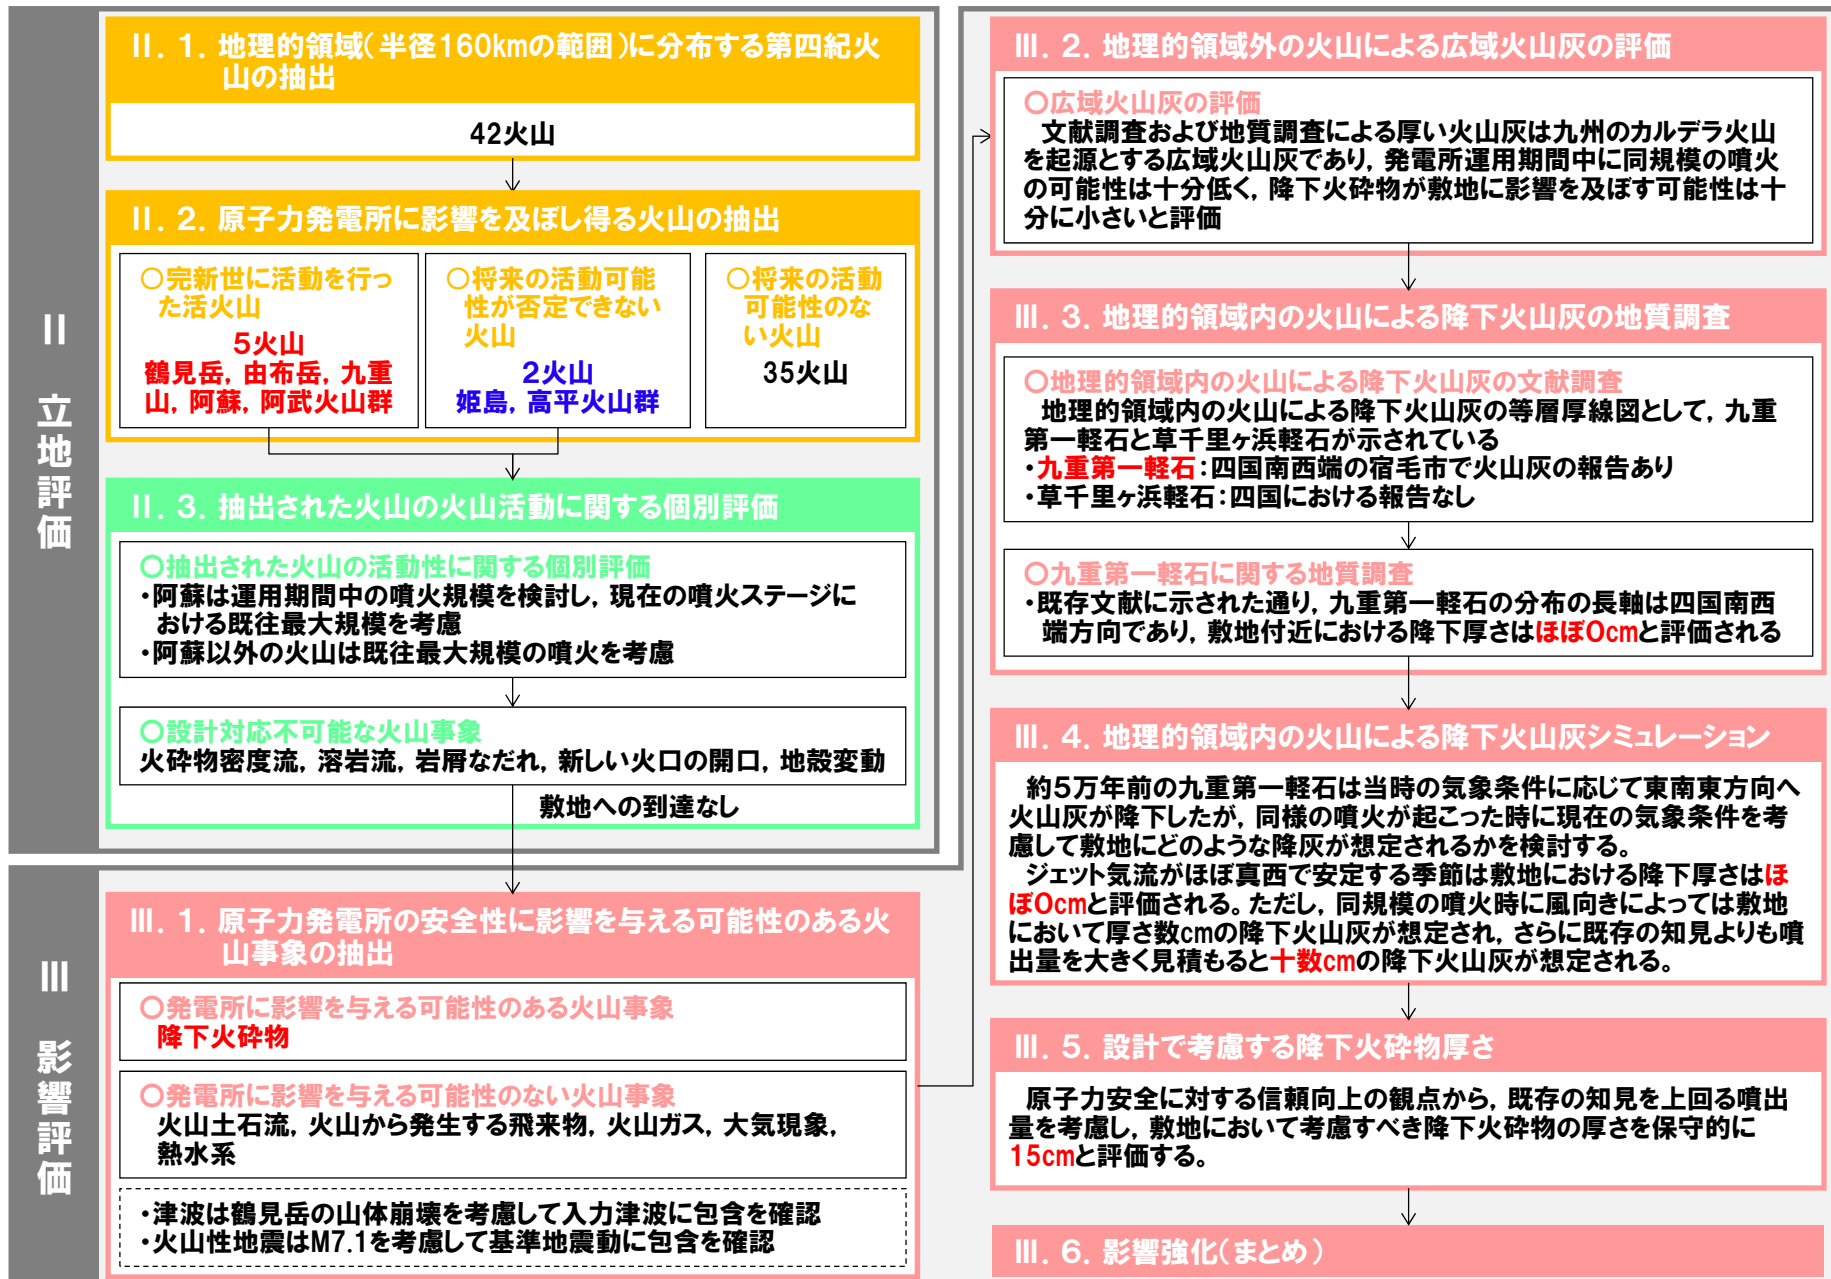 II 立地評価
II. 1. 地理的領域(半径160kmの範囲)に分布する第四紀火
山の抽出
42火山
II. 2. 原子力発電所に影響を及ぼし得る火山の抽出
○完新世に活動を行っ
た活火山
5火山
鶴見岳, 由布岳, 九重
山, 阿蘇, 阿武火山群
○将来の活動可能
性が否定できない
火山
2火山
姫島, 高平火山群
○将来の活動
可能性のな
い火山
35火山
II. 3. 抽出された火山の火山活動に関する個別評価
○抽出された火山の活動性に関する個別評価
・阿蘇は運用期間中の噴火規模を検討し, 現在の噴火ステージに
おける既往最大規模を考慮
・阿蘇以外の火山は既往最大規模の噴火を考慮
○設計対応不可能な火山事象
火砕物密度流, 溶岩流, 岩屑なだれ, 新しい火口の開口, 地殻変動
敷地への到達なし
III 影響評価
III. 1. 原子力発電所の安全性に影響を与える可能性のある火
山事象の抽出
○発電所に影響を与える可能性のある火山事象
降下火砕物
○発電所に影響を与える可能性のない火山事象
火山土石流, 火山から発生する飛来物, 火山ガス, 大気現象,
熱水系
・津波は鶴見岳の山体崩壊を考慮して入力津波に包含を確認
・火山性地震はM7.1を考慮して基準地震動に包含を確認
III. 2. 地理的領域外の火山による広域火山灰の評価
○広域火山灰の評価
文献調査および地質調査による厚い火山灰は九州のカルデラ火山
を起源とする広域火山灰であり, 発電所運用期間中に同規模の噴火
の可能性は十分低く, 降下火砕物が敷地に影響を及ぼす可能性は十
分に小さいと評価
III. 3. 地理的領域内の火山による降下火山灰の地質調査
○地理的領域内の火山による降下火山灰の文献調査
地理的領域内の火山による降下火山灰の等層厚線図として, 九重
第一軽石と草千里ヶ浜軽石が示されている
・九重第一軽石:四国南西端の宿毛市で火山灰の報告あり
・草千里ヶ浜軽石:四国における報告なし
○九重第一軽石に関する地質調査
・既存文献に示された通り, 九重第一軽石の分布の長軸は四国南西
端方向であり, 敷地付近における降下厚さはほぼ0cmと評価される
III. 4. 地理的領域内の火山による降下火山灰シミュレーション
約5万年前の九重第一軽石は当時の気象条件に応じて東南東方向へ
火山灰が降下したが, 同様の噴火が起こった時に現在の気象条件を考
慮して敷地にどのような降灰が想定されるかを検討する。
ジェット気流がほぼ真西で安定する季節は敷地における降下厚さはほ
ぼ0cmと評価される。ただし, 同規模の噴火時に風向きによっては敷地
において厚さ数cmの降下火山灰が想定され, さらに既存の知見よりも噴
出量を大きく見積もると十数cmの降下火山灰が想定される。
III. 5. 設計で考慮する降下火砕物厚さ
原子力安全に対する信頼向上の観点から, 既存の知見を上回る噴出
量を考慮し, 敷地において考慮すべき降下火砕物の厚さを保守的に
15cmと評価する。
III. 6. 影響強化(まとめ)